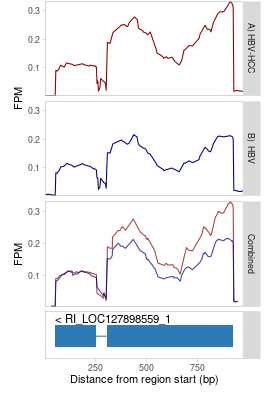 0.3
0.2
0.1
FPM
A) HBV-HCC
0.3
0.2
0.1
B) HBV
0.3
0.2
0.1
FPM
Combined
< RI_LOC127898559_1
250
500
750
Distance from region start (bp)